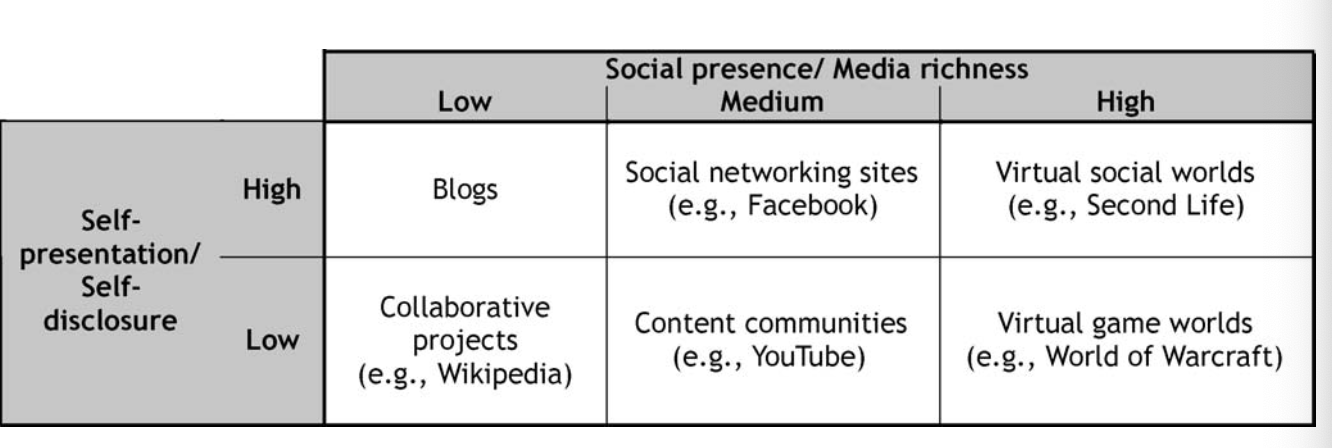 Social presence/ Media richness
Low Medium High
Self-presentation/ Self-disclosure
High
Blogs
Social networking sites
(e.g., Facebook)
Virtual social worlds
(e.g., Second Life)
Low
Collaborative
projects
(e.g., Wikipedia)
Content communities
(e.g., YouTube)
Virtual game worlds
(e.g., World of Warcraft)